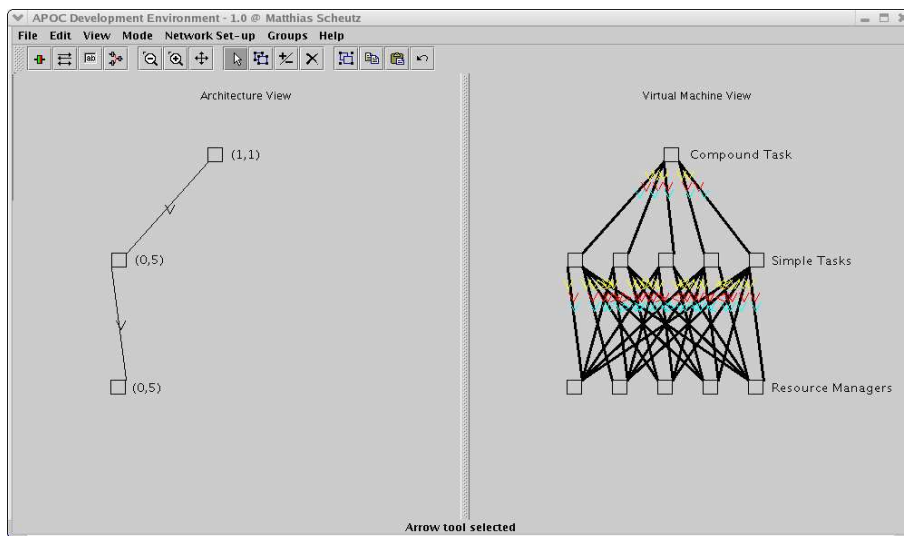 APOC Development Environment - 1.0 @ Matthias Scheutz
File Edit View Mode Network Set-up Groups Help
ab
Architecture View
Virtual Machine View
(1,1)
Compound Task
(0,5)
Simple Tasks
(0,5)
Resource Managers
Arrow tool selected